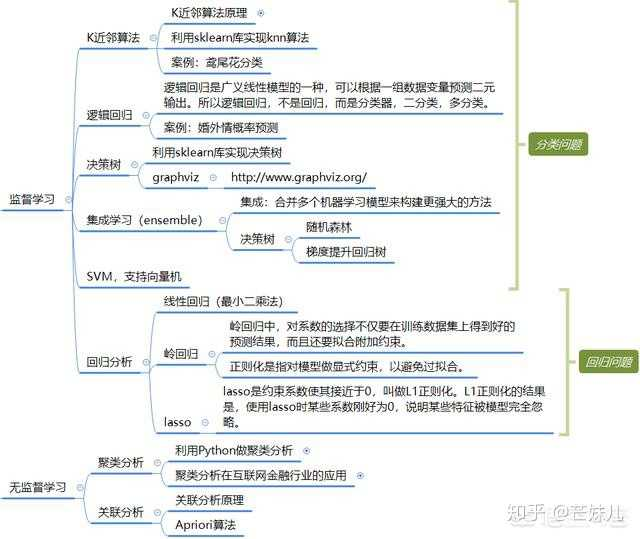 监督学习
K近邻算法
K近邻算法原理
利用sklearn库实现knn算法
案例：鸢尾花分类
逻辑回归
逻辑回归是广义线性模型的一种，可以根据一组数据变量预测二元
输出。所以逻辑回归，不是回归，而是分类器，二分类，多分类。
案例：婚外情概率预测
决策树
利用sklearn库实现决策树
graphviz
http://www.graphviz.org/
集成学习（ensemble）
集成：合并多个机器学习模型来构建更强大的方法
决策树
随机森林
梯度提升回归树
SVM，支持向量机
分类问题
回归分析
线性回归（最小二乘法）
岭回归
岭回归中，对系数的选择不仅要在训练数据集上得到好的
预测结果，而且还要拟合附加约束。
正则化是指对模型做显式约束，以避免过拟合。
lasso
lasso是约束系数使其接近于0，叫做L1正则化。L1正则化的结果
是，使用lasso时某些系数刚好为0，说明某些特征被模型完全忽
略。
回归问题
无监督学习
聚类分析
利用Python做聚类分析
聚类分析在互联网金融行业的应用
关联分析
关联分析原理
Apriori算法
知乎 @芒妹儿